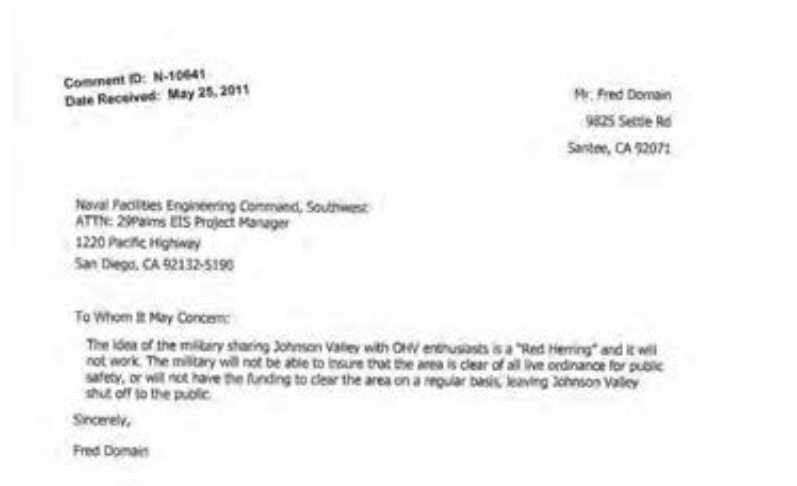 Comment ID: N-10641
Date Received: May 25, 2011
Mr. Fred Domain
9825 Settle Rd
Santee, CA 92071
Naval Facilities Engineering Command, Southwest
ATTN: 29Palms EIS Project Manager
1220 Pacific Highway
San Diego, CA 92132-5190
To Whom It May Concern:
The idea of the military sharing Johnson Valley with OHV enthusiasts is a "Red Herring" and it will
not work. The military will not be able to insure that the area is clear of all live ordinance for public
safety, or will not have the funding to clear the area on a regular basis, leaving Johnson Valley
shut off to the public.
Sincerely,
Fred Domain